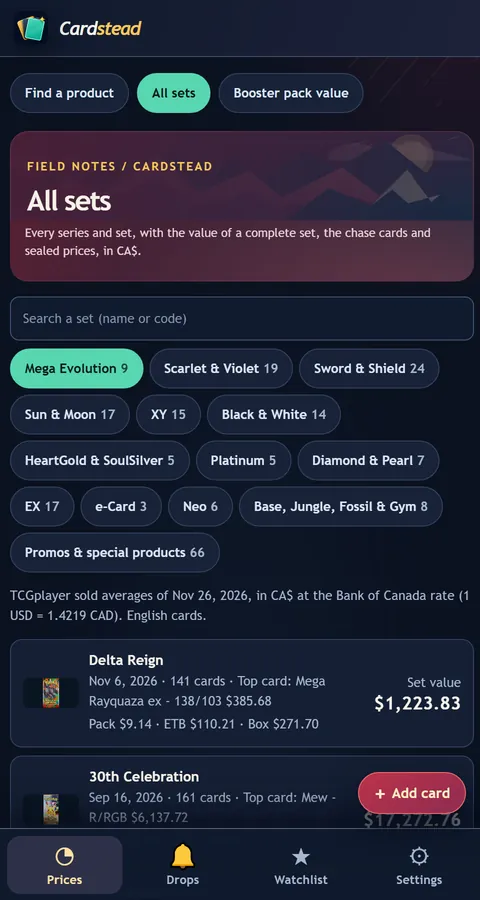 Cardstead
Find a product
All sets
Booster pack value
FIELD NOTES / CARDSTEAD
All sets
Every series and set, with the value of a complete set, the chase cards and
sealed prices, in CA$.
Search a set (name or code)
Mega Evolution 9
Scarlet & Violet 19
Sword & Shield 24
Sun & Moon 17
XY 15
Black & White 14
HeartGold & SoulSilver 5
Platinum 5
Diamond & Pearl 7
EX 17
e-Card 3
Neo 6
Base, Jungle, Fossil & Gym 8
Promos & special products 66
TCGplayer sold averages of Nov 26, 2026, in CA$ at the Bank of Canada rate (1
USD = 1.4219 CAD). English cards.
Delta Reign
Nov 6, 2026 · 141 cards · Top card: Mega
Rayquaza ex - 138/103 $385.68
Pack $9.14 · ETB $110.21 · Box $271.70
Set value
$1,223.83
30th Celebration
Sep 16, 2026 · 161 cards · Top card: Mew -
R/RGB $6,137.72
$17,272.76
+ Add card
Prices
Drops
Watchlist
Settings